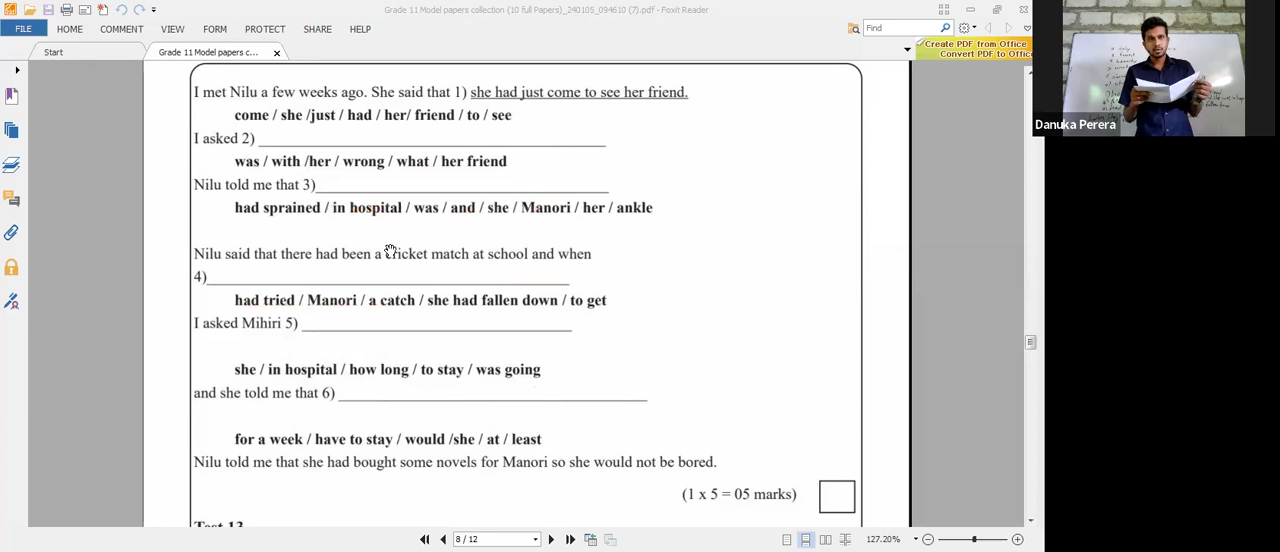 Grade 11 Model papers collection (10 full Papers)_240105_094610 (7).pdf - Foxit Reader
FILE HOME COMMENT VIEW FORM PROTECT SHARE HELP
Find
Start
Grade 11 Model papers c...
Create PDF from Office
Convert PDF to Offic
I met Nilu a few weeks ago. She said that 1) she had just come to see her friend.
come / she /just / had / her/ friend / to / see
I asked 2) ____
was / with /her / wrong / what / her friend
Nilu told me that 3)____
had sprained / in hospital / was / and / she / Manori / her / ankle
Nilu said that there had been a cricket match at school and when
4)____
had tried / Manori / a catch / she had fallen down / to get
I asked Mihiri 5) ____
she / in hospital / how long / to stay / was going
and she told me that 6) ____
for a week / have to stay / would /she / at / least
Nilu told me that she had bought some novels for Manori so she would not be bored.
(1 x 5 = 05 marks)
Test 13
8 / 12
127.20%
Danuka Perera